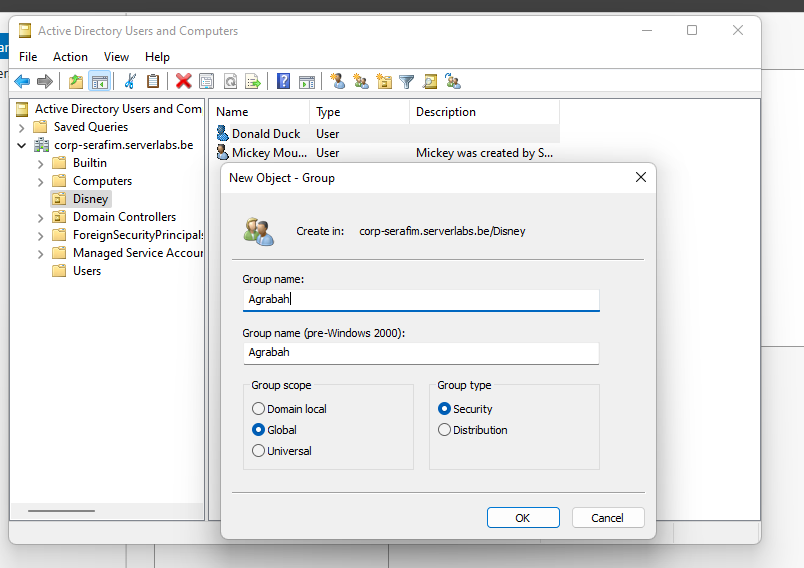 Active Directory Users and Computers
File Action View Help
Active Directory Users and Com
Saved Queries
corp-serafim.serverlabs.be
Builtin
Computers
Disney
Domain Controllers
ForeignSecurityPrincipals
Managed Service Accour
Users
Name Type Description
Donald Duck User
Mickey Mou... User Mickey was created by S...
New Object - Group
Create in: corp-serafim.serverlabs.be/Disney
Group name:
Agrabah
Group name (pre-Windows 2000):
Agrabah
Group scope
Domain local
Global
Universal
Group type
Security
Distribution
OK
Cancel